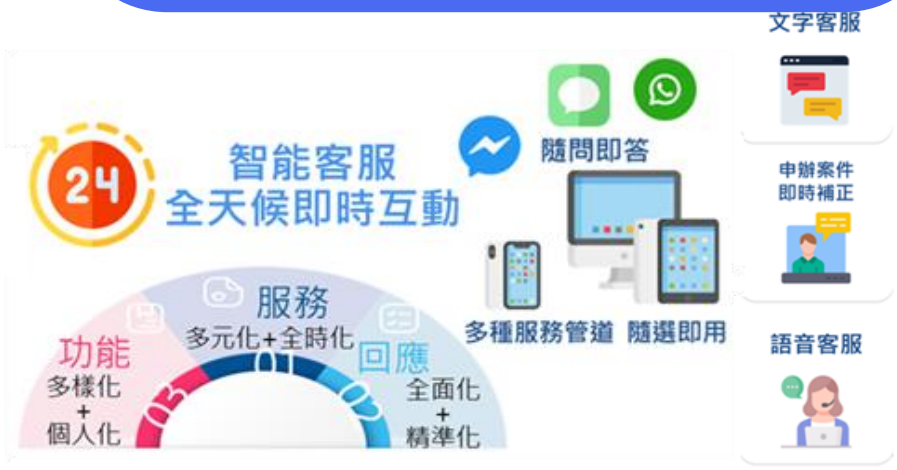 文字客服
24
智能客服
全天候即時互動
隨問即答
申辦案件
即時補正
服務
多元化+全時化
01
功能
多樣化
+
個人化
03
回應
全面化
+
精準化
02
多種服務管道 隨選即用
語音客服